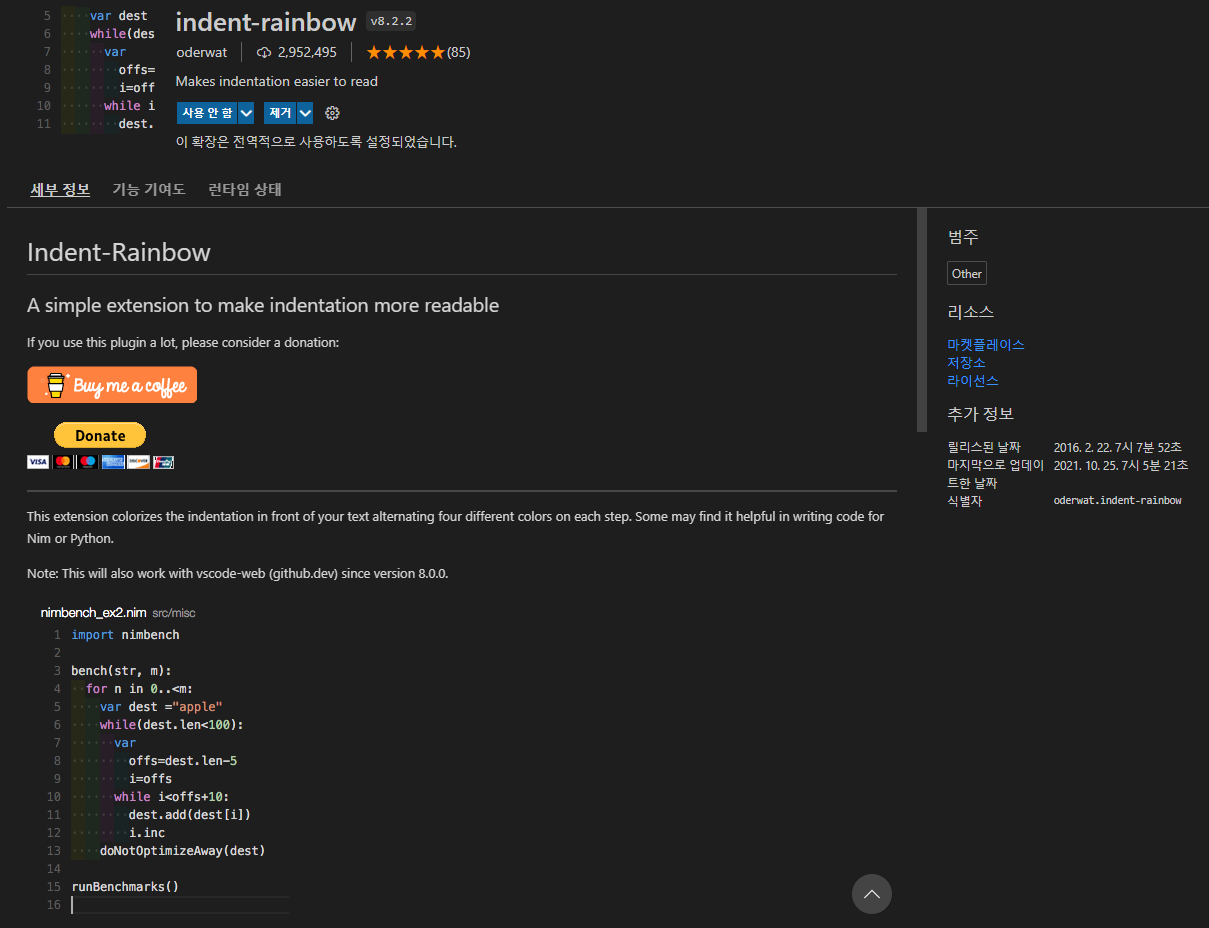 5 var dest
6 while(des
7 var
8 offs=
9 i=off
10 while i
11 dest.
indent-rainbow v8.2.2
oderwat 2,952,495 ★★★★★(85)
Makes indentation easier to read
사용 안 함 제거
이 확장은 전역적으로 사용하도록 설정되었습니다.
세부 정보 기능 기여도 런타임 상태
Indent-Rainbow
A simple extension to make indentation more readable
If you use this plugin a lot, please consider a donation:
Buy me a coffee
Donate
VISA
DISCOVER
This extension colorizes the indentation in front of your text alternating four different colors on each step. Some may find it helpful in writing code for
Nim or Python.
Note: This will also work with vscode-web (github.dev) since version 8.0.0.
nimbench_ex2.nim src/misc
1 import nimbench
2
3 bench(str, m):
4 for n in 0..<m:
5 var dest ="apple"
6 while(dest.len<100):
7 var
8 offs=dest.len-5
9 i=offs
10 while i<offs+10:
11 dest.add(dest[i])
12 i.inc
13 doNotOptimizeAway(dest)
14
15 runBenchmarks()
16
범주
Other
리소스
마켓플레이스
저장소
라이선스
추가 정보
릴리스된 날짜 2016. 2. 22. 7시 7분 52초
마지막으로 업데이 2021. 10. 25. 7시 5분 21초
트한 날짜
식별자 oderwat.indent-rainbow